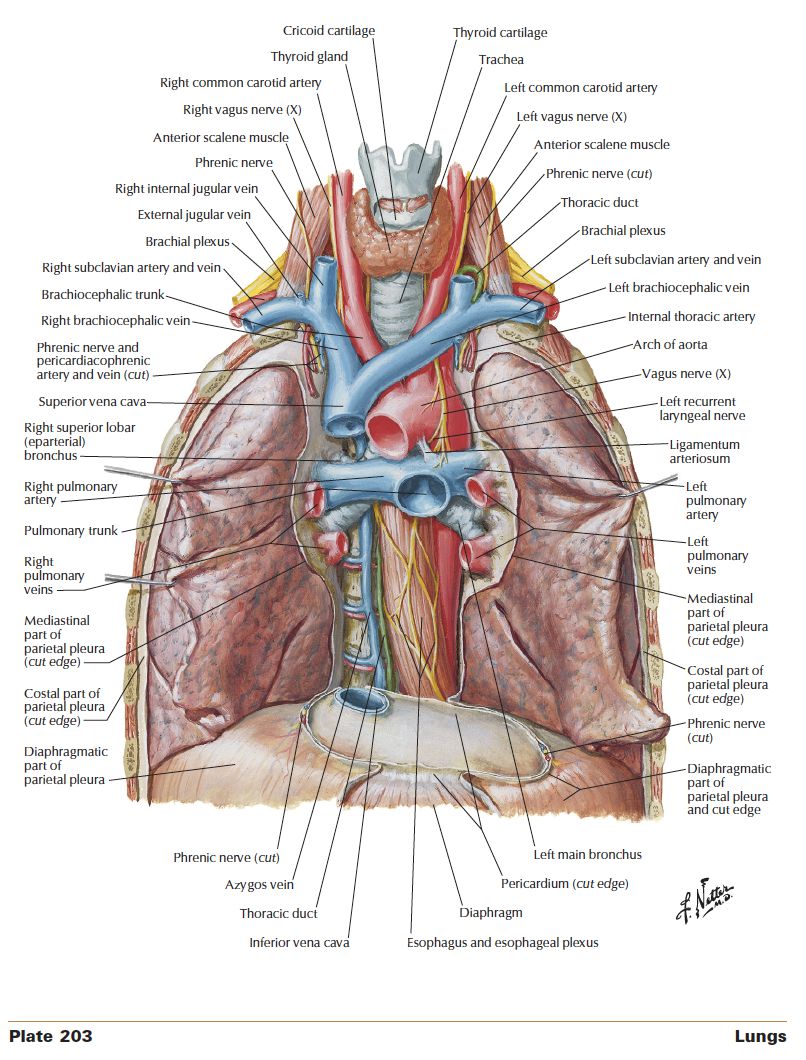 Cricoid cartilage
Thyroid gland
Right common carotid artery
Right vagus nerve (X)
Anterior scalene muscle
Phrenic nerve
Right internal jugular vein
External jugular vein
Brachial plexus
Right subclavian artery and vein
Brachiocephalic trunk
Right brachiocephalic vein
Phrenic nerve and
pericardiacophrenic
artery and vein (cut)
Superior vena cava
Right superior lobar
(eparterial)
bronchus
Right pulmonary
artery
Pulmonary trunk
Right
pulmonary
veins
Mediastinal
part of
parietal pleura
(cut edge)
Costal part of
parietal pleura
(cut edge)
Diaphragmatic
part of
parietal pleura
Thyroid cartilage
Trachea
Left common carotid artery
Left vagus nerve (X)
Anterior scalene muscle
Phrenic nerve (cut)
Thoracic duct
Brachial plexus
Left subclavian artery and vein
Left brachiocephalic vein
Internal thoracic artery
Arch of aorta
Vagus nerve (X)
Left recurrent
laryngeal nerve
Ligamentum
arteriosum
Left
pulmonary
artery
Left
pulmonary
veins
Mediastinal
part of
parietal pleura
(cut edge)
Costal part of
parietal pleura
(cut edge)
Phrenic nerve
(cut)
Diaphragmatic
part of
parietal pleura
and cut edge
Phrenic nerve (cut)
Azygos vein
Thoracic duct
Inferior vena cava
Left main bronchus
Pericardium (cut edge)
Diaphragm
Esophagus and esophageal plexus
F. Netter
M.D.
Plate 203
Lungs